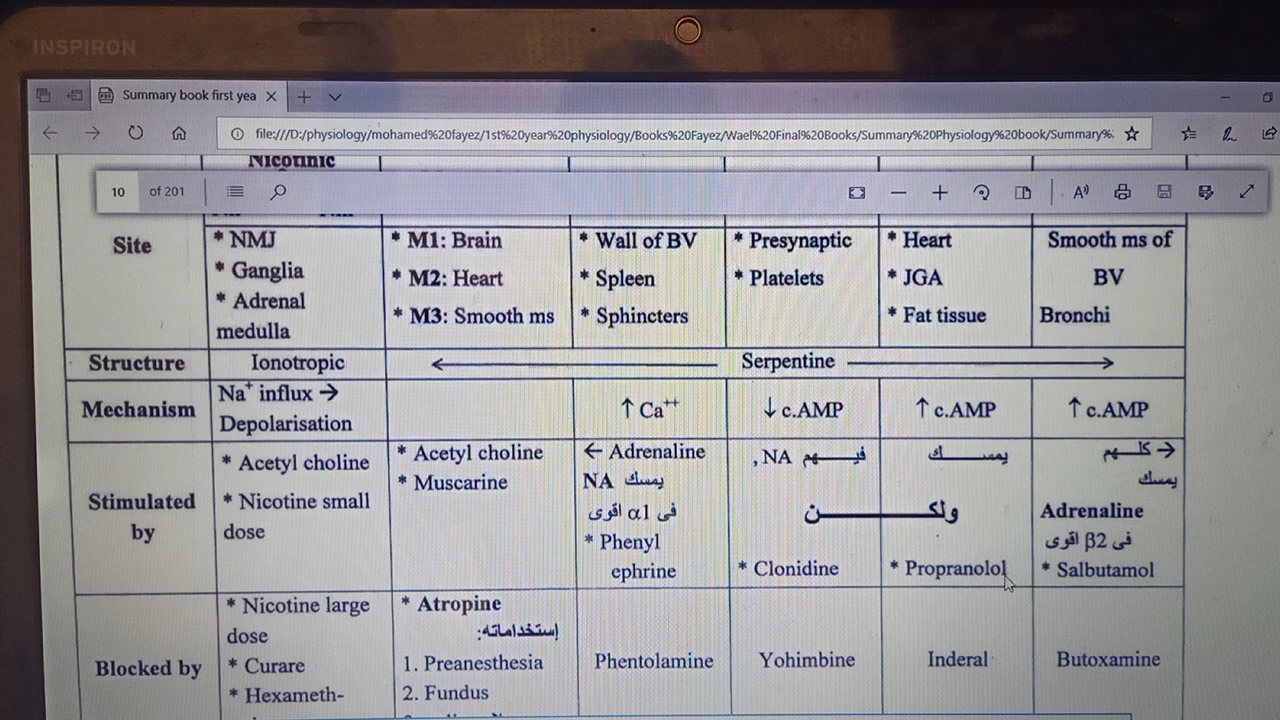 INSPIRON
Summary book first yea
file:///D:/physiology/mohamed%20fayez/1st%20year%20physiology/Books%20Fayez/Wael%20Final%20Books/Summary%20Physiology%20book/Summary%
Nicotinic
10 of 201
Site
* NMJ
* Ganglia
* Adrenal
medulla
* M1: Brain
* M2: Heart
* M3: Smooth ms
* Wall of BV
* Spleen
* Sphincters
* Presynaptic
* Platelets
* Heart
* JGA
* Fat tissue
Smooth ms of
BV
Bronchi
Structure
Ionotropic
← Serpentine →
Mechanism
Na⁺ influx →
Depolarisation
↑ Ca⁺⁺
↓ c.AMP
↑ c.AMP
↑ c.AMP
Stimulated
by
* Acetyl choline
* Nicotine small
dose
* Acetyl choline
* Muscarine
← Adrenaline
يمسك NA
فى α1 اقوى
* Phenyl
ephrine
فيهم NA ,
يمسك
ولكن
* Clonidine
* Propranolol
→ كلهم
يمسك
Adrenaline
فى β2 اقوى
* Salbutamol
Blocked by
* Nicotine large
dose
* Curare
* Hexameth-
* Atropine
إستخداماته:
1. Preanesthesia
2. Fundus
Phentolamine
Yohimbine
Inderal
Butoxamine